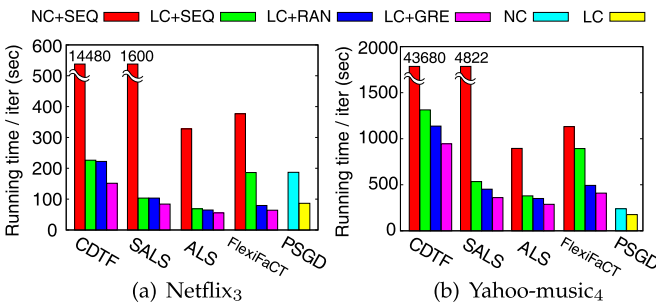 NC+SEQ LC+SEQ LC+RAN LC+GRE NC LC
Running time / iter (sec)
600
500
400
300
200
100
0
14480 1600
CDTF SALS ALS FlexiFaCT PSGD
(a) Netflix3
Running time / iter (sec)
2000
1500
1000
500
0
43680 4822
CDTF SALS ALS FlexiFaCT PSGD
(b) Yahoo-music4